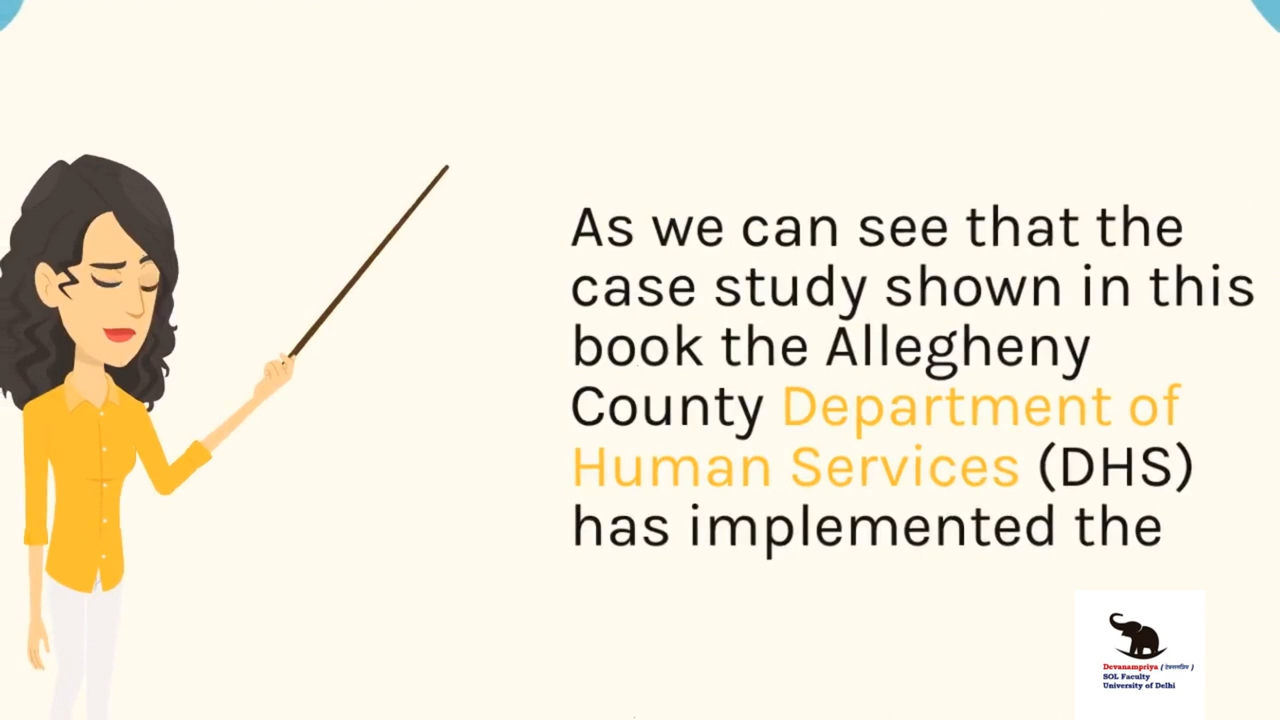 As we can see that the
case study shown in this
book the Allegheny
County Department of
Human Services (DHS)
has implemented the
Devanampriya ( देवानामप्रिय )
SOL Faculty
University of Delhi